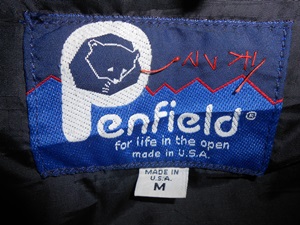 Penfield®
for life in the open
made in U.S.A.
MADE IN
U.S.A.
M